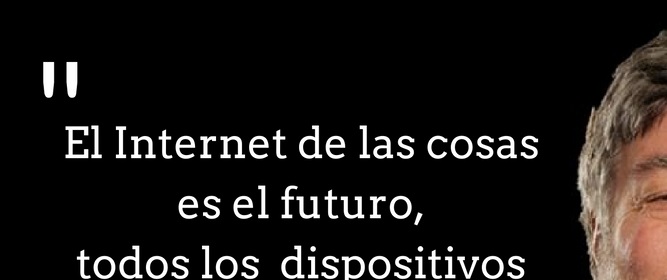 "
El Internet de las cosas
es el futuro,
todos los dispositivos